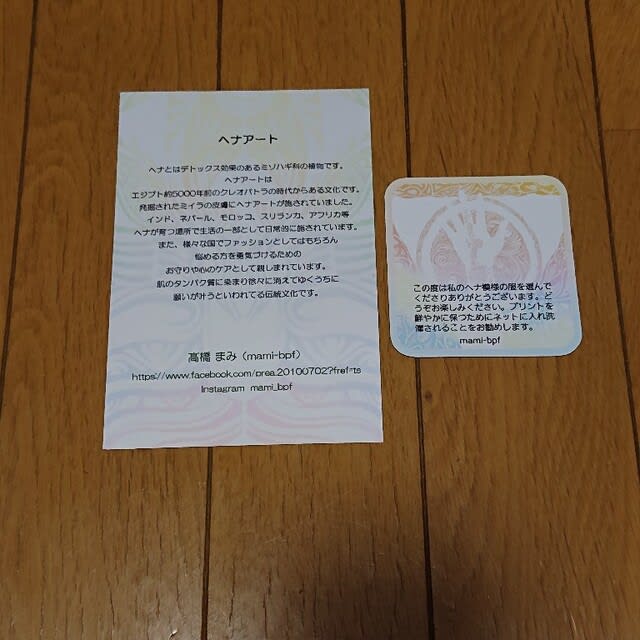 ヘナアート
ヘナとはデトックス効果のあるミソハギ科の植物です。
ヘナアートは
エジプト約5000年前のクレオパトラの時代からある文化です。
発掘されたミイラの皮膚にヘナアートが施されていました。
インド、ネパール、モロッコ、スリランカ、アフリカ等
ヘナが育つ場所で生活の一部として日常的に施されています。
また、様々な国でファッションとしてはもちろん
悩める方を勇気づけるための
お守りや心のケアとして親しまれています。
肌のタンパク質に染まり徐々に消えてゆくうちに
願いが叶うといわれてる伝統文化です。
髙橋 まみ (mami-bpf)
https://www.facebook.com/prea.20100702?fref=ts
Instagram mami_bpf
この度は私のヘナ模様の服を選んで
くださりありがとうございます。ど
うぞお楽しみください。プリントを
鮮やかに保つためにネットに入れ洗
濯されることをお勧めします。
mami-bpf